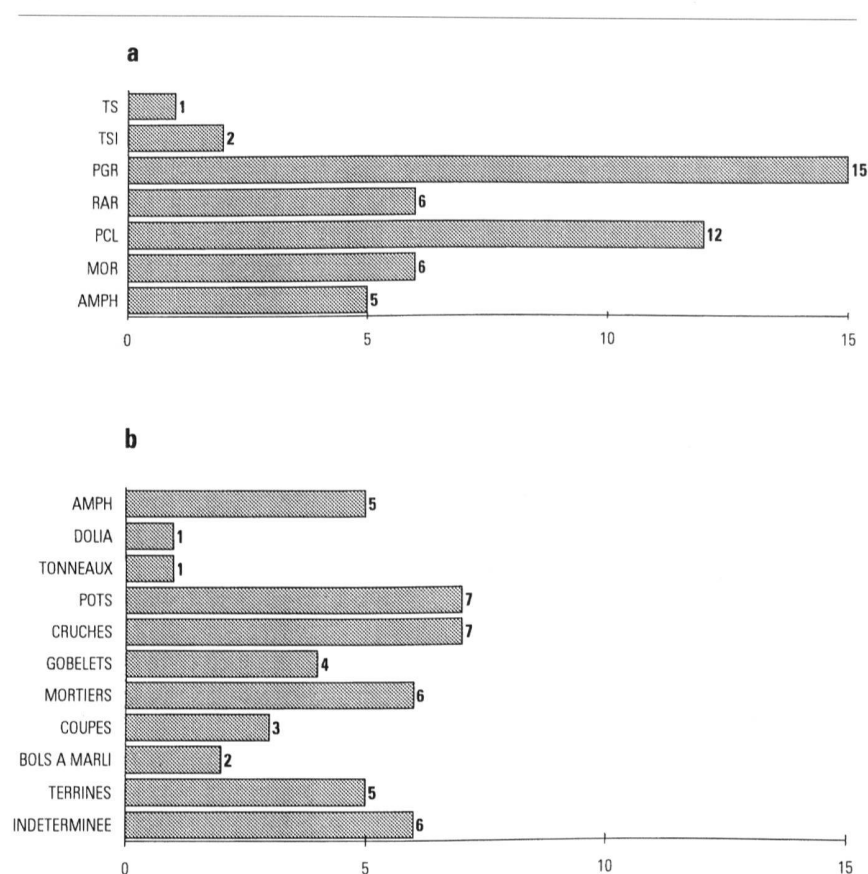 a
TS 1
TSI 2
PGR 15
RAR 6
PCL 12
MOR 6
AMPH 5
0 5 10 15
b
AMPH 5
DOLIA 1
TONNEAUX 1
POTS 7
CRUCHES 7
GOBELETS 4
MORTIERS 6
COUPES 3
BOLS A MARLI 2
TERRINES 5
INDETERMINEE 6
0 5 10 15